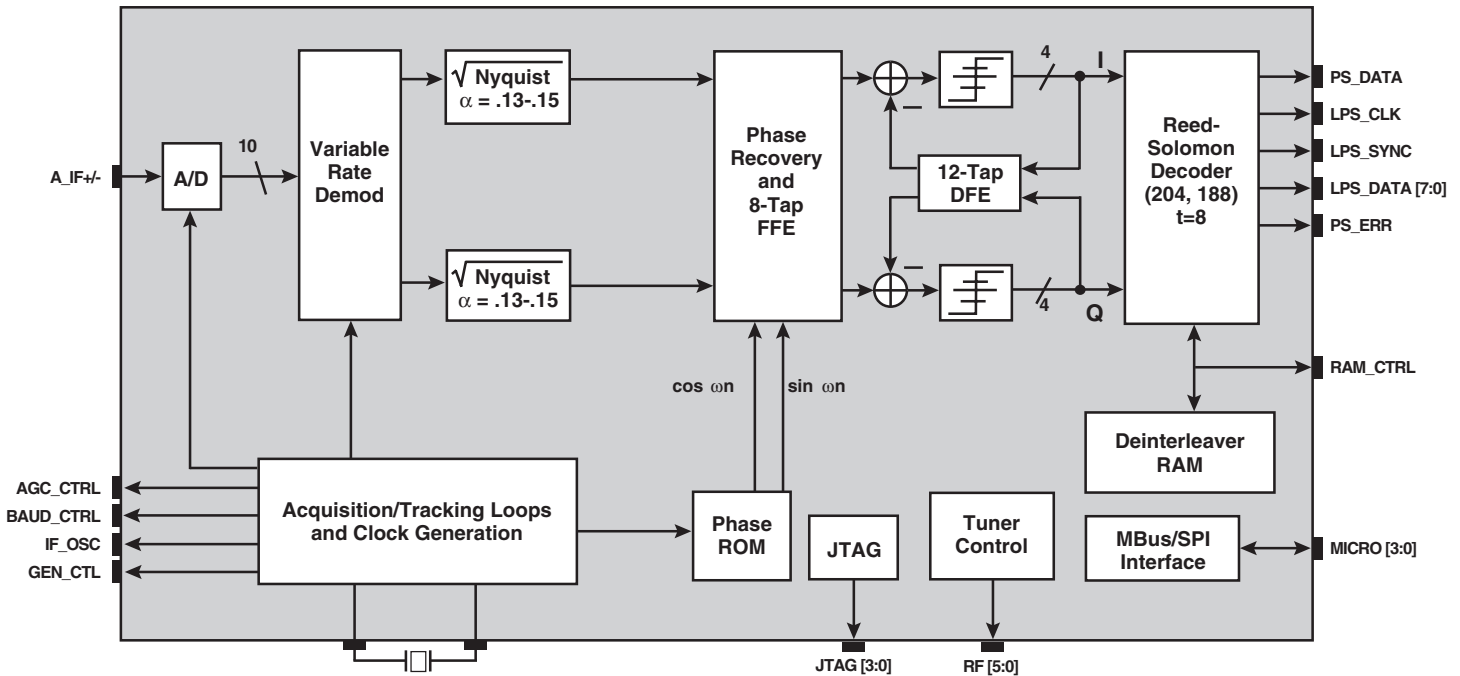 A_IF+/-
A/D
10
Variable
Rate
Demod
√Nyquist
α = .13-.15
√Nyquist
α = .13-.15
Phase
Recovery
and
8-Tap
FFE
–
–
12-Tap
DFE
4
I
4
Q
Reed-
Solomon
Decoder
(204, 188)
t=8
PS_DATA
LPS_CLK
LPS_SYNC
LPS_DATA [7:0]
PS_ERR
RAM_CTRL
cos ωn
sin ωn
Deinterleaver
RAM
AGC_CTRL
BAUD_CTRL
IF_OSC
GEN_CTL
Acquisition/Tracking Loops
and Clock Generation
Phase
ROM
JTAG
Tuner
Control
MBus/SPI
Interface
MICRO [3:0]
JTAG [3:0]
RF [5:0]